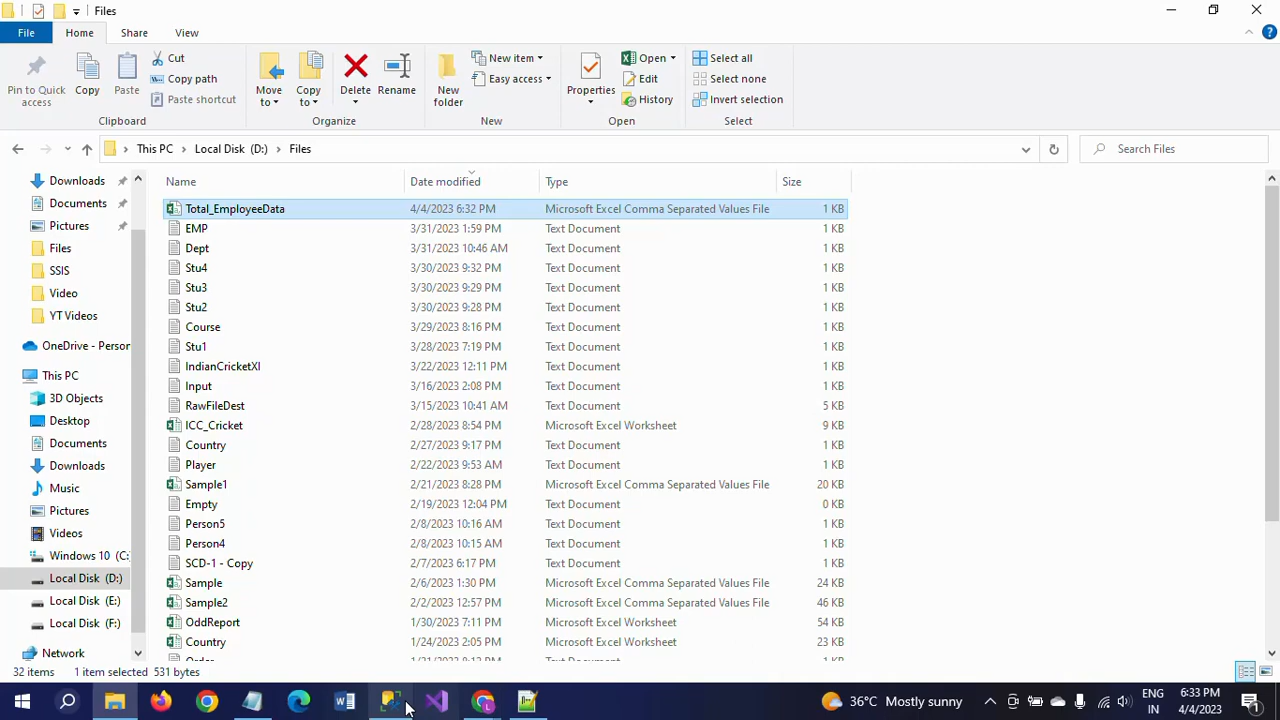 Files
File Home Share View
Pin to Quick access
Copy
Paste
Cut
Copy path
Paste shortcut
Clipboard
Move to
Copy to
Delete
Rename
Organize
New folder
New item
Easy access
New
Properties
Open
Edit
History
Open
Select all
Select none
Invert selection
Select
This PC Local Disk (D:) Files
Search Files
Downloads
Documents
Pictures
Files
SSIS
Video
YT Videos
OneDrive - Person
This PC
3D Objects
Desktop
Documents
Downloads
Music
Pictures
Videos
Windows 10 (C:
Local Disk (D:)
Local Disk (E:)
Local Disk (F:)
Network
Name Date modified Type Size
Total_EmployeeData 4/4/2023 6:32 PM Microsoft Excel Comma Separated Values File 1 KB
EMP 3/31/2023 1:59 PM Text Document 1 KB
Dept 3/31/2023 10:46 AM Text Document 1 KB
Stu4 3/30/2023 9:32 PM Text Document 1 KB
Stu3 3/30/2023 9:29 PM Text Document 1 KB
Stu2 3/30/2023 9:28 PM Text Document 1 KB
Course 3/29/2023 8:16 PM Text Document 1 KB
Stu1 3/28/2023 7:19 PM Text Document 1 KB
IndianCricketXI 3/22/2023 12:11 PM Text Document 1 KB
Input 3/16/2023 2:08 PM Text Document 1 KB
RawFileDest 3/15/2023 10:41 AM Text Document 5 KB
ICC_Cricket 2/28/2023 8:54 PM Microsoft Excel Worksheet 9 KB
Country 2/27/2023 9:17 PM Text Document 1 KB
Player 2/22/2023 9:53 AM Text Document 1 KB
Sample1 2/21/2023 8:28 PM Microsoft Excel Comma Separated Values File 20 KB
Empty 2/19/2023 12:04 PM Text Document 0 KB
Person5 2/8/2023 10:16 AM Text Document 1 KB
Person4 2/8/2023 10:15 AM Text Document 1 KB
SCD-1 - Copy 2/7/2023 6:17 PM Text Document 1 KB
Sample 2/6/2023 1:30 PM Microsoft Excel Comma Separated Values File 24 KB
Sample2 2/2/2023 12:57 PM Microsoft Excel Comma Separated Values File 46 KB
OddReport 1/30/2023 7:11 PM Microsoft Excel Worksheet 54 KB
Country 1/24/2023 2:05 PM Microsoft Excel Worksheet 23 KB
32 items 1 item selected 531 bytes
36°C Mostly sunny
ENG
IN
6:33 PM
4/4/2023
1